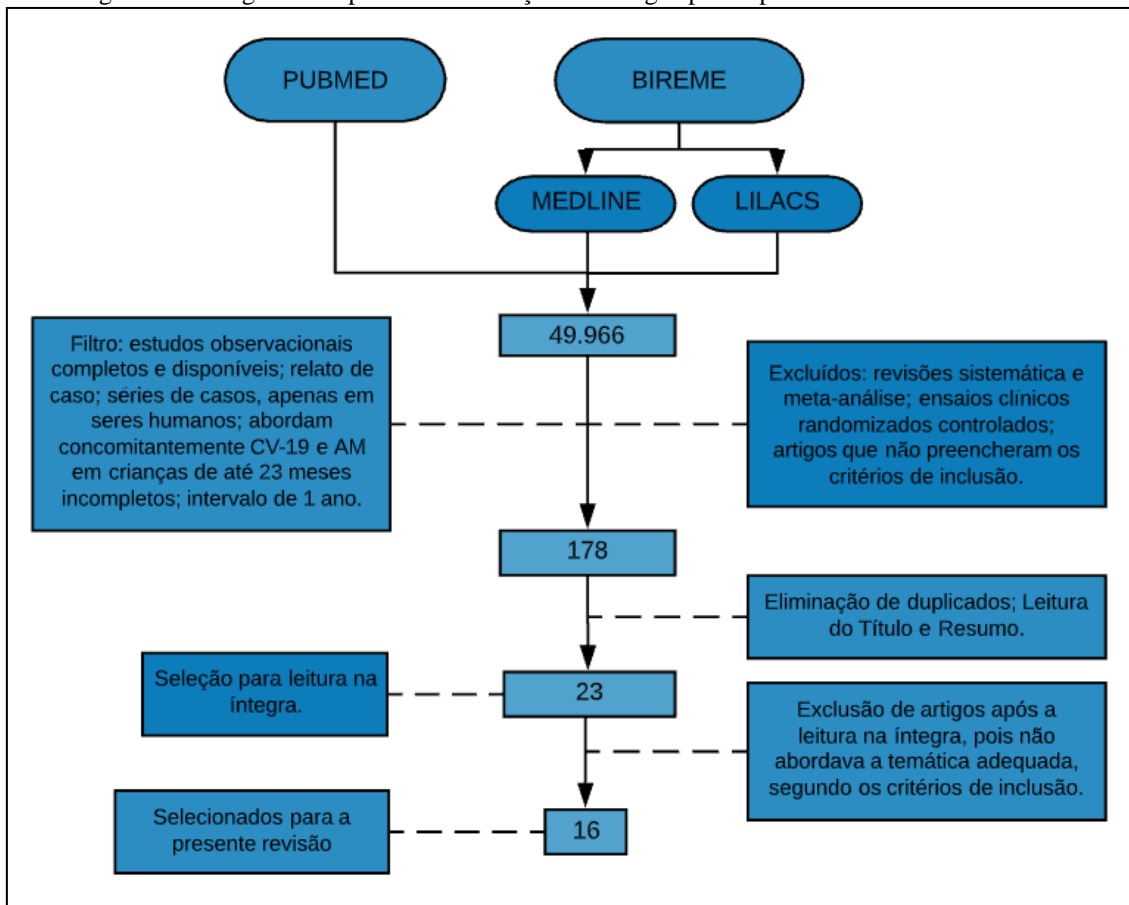 PUBMED
BIREME
MEDLINE
LILACS
49.966
Filtro: estudos observacionais
completos e disponíveis; relato de
caso; séries de casos, apenas em
seres humanos; abordam
concomitantemente CV-19 e AM
em crianças de até 23 meses
incompletos; intervalo de 1 ano.
Excluídos: revisões sistemática e
meta-análise; ensaios clínicos
randomizados controlados;
artigos que não preencheram os
critérios de inclusão.
178
Eliminação de duplicados; Leitura
do Título e Resumo.
Seleção para leitura na
íntegra.
23
Exclusão de artigos após a
leitura na íntegra, pois não
abordava a temática adequada,
segundo os critérios de inclusão.
Selecionados para a
presente revisão
16